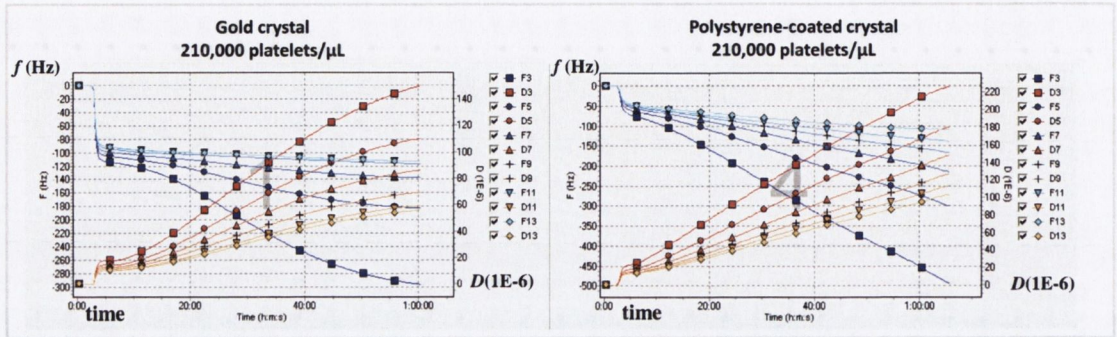 Gold crystal
210,000 platelets/µL
f (Hz)
0
-20
-40
-60
-80
-100
-120
-140
-160
-180
-200
-220
-240
-260
-280
-300
F (Hz)
140
120
100
80
60
40
20
0
D (1E-6)
D(1E-6)
0:00
20:00
40:00
1:00:00
time
Time (h:m:s)
1
F3
D3
F5
D5
F7
D7
F9
D9
F11
D11
F13
D13
Polystyrene-coated crystal
210,000 platelets/µL
f (Hz)
50
0
-50
-100
-150
-200
-250
-300
-350
-400
-450
-500
F (Hz)
220
200
180
160
140
120
100
80
60
40
20
0
D (1E-6)
D(1E-6)
0:00
20:00
40:00
1:00:00
time
Time (h:m:s)
4
F3
D3
F5
D5
F7
D7
F9
D9
F11
D11
F13
D13